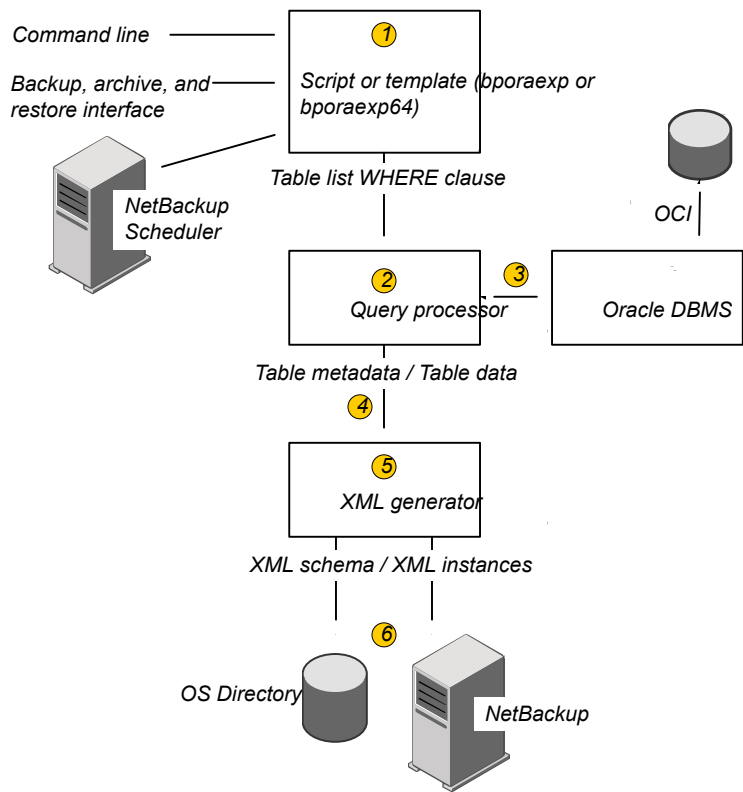 Command line
1
Backup, archive, and
restore interface
Script or template (bporaexp or
bporaexp64)
Table list WHERE clause
NetBackup
Scheduler
OCI
2
3
Query processor
Oracle DBMS
Table metadata / Table data
4
5
XML generator
XML schema / XML instances
6
OS Directory
NetBackup